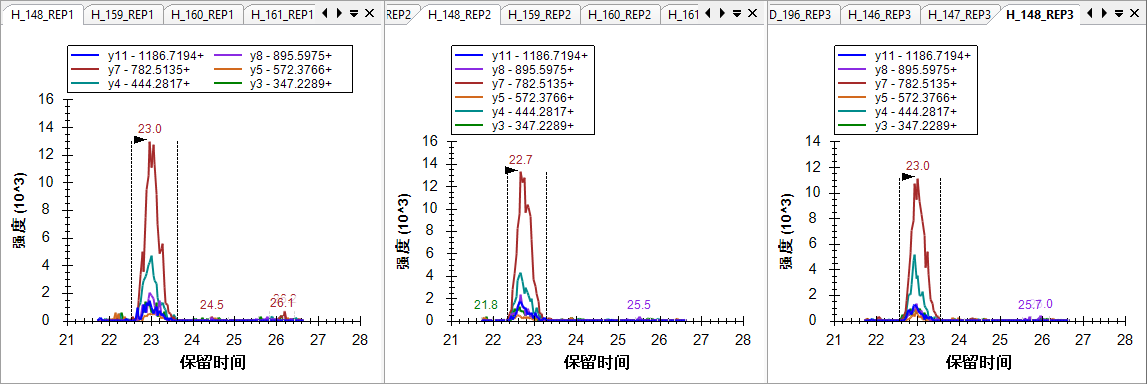 H_148_REP1 H_159_REP1 H_160_REP1 H_161_REP1
y11 - 1186.7194+ y8 - 895.5975+
y7 - 782.5135+ y5 - 572.3766+
y4 - 444.2817+ y3 - 347.2289+
16
14
12
10
8
6
4
2
0
强度 (10^3)
23.0
24.5
26.1
21 22 23 24 25 26 27 28
保留时间
REP2 H_148_REP2 H_159_REP2 H_160_REP2 H_161
y11 - 1186.7194+
y8 - 895.5975+
y7 - 782.5135+
y5 - 572.3766+
y4 - 444.2817+
y3 - 347.2289+
16
14
12
10
8
6
4
2
0
强度 (10^3)
22.7
21.8
25.5
21 22 23 24 25 26 27 28
保留时间
D_196_REP3 H_146_REP3 H_147_REP3 H_148_REP3
y11 - 1186.7194+
y8 - 895.5975+
y7 - 782.5135+
y5 - 572.3766+
y4 - 444.2817+
y3 - 347.2289+
14
12
10
8
6
4
2
0
强度 (10^3)
23.0
25.7
21 22 23 24 25 26 27 28
保留时间